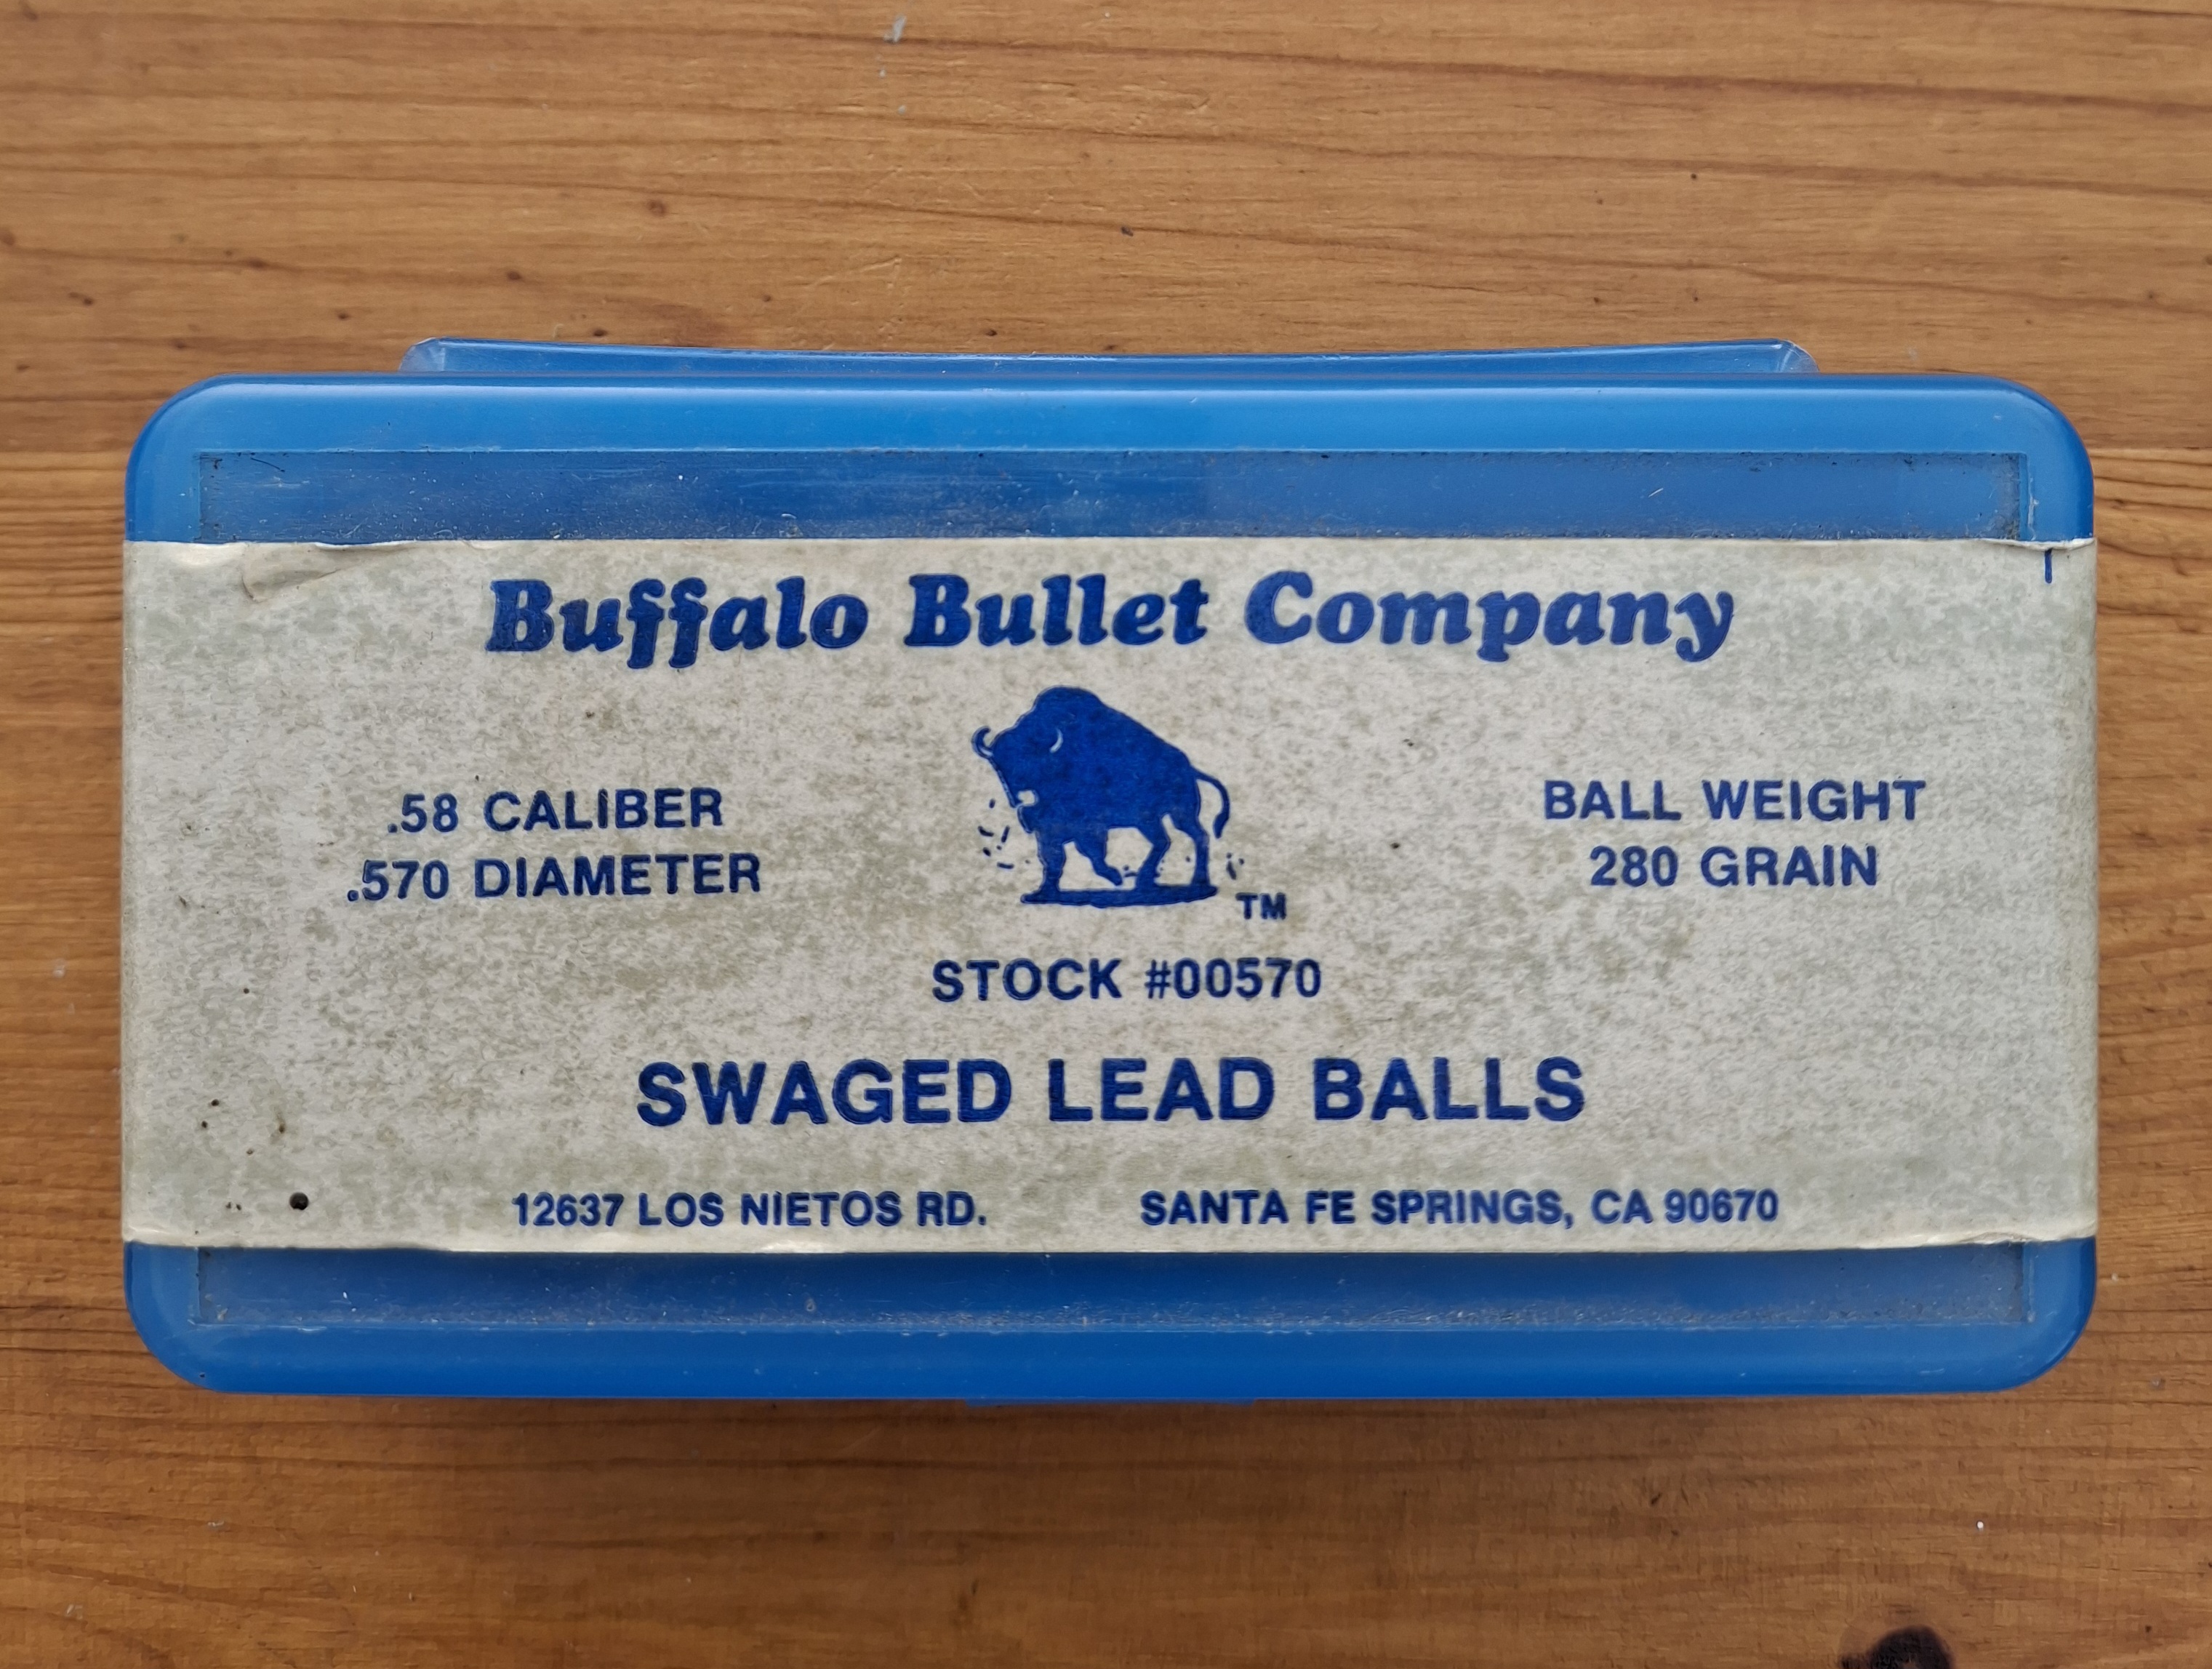 Buffalo Bullet Company
.58 CALIBER
.570 DIAMETER
BALL WEIGHT
280 GRAIN
TM
STOCK #00570
SWAGED LEAD BALLS
12637 LOS NIETOS RD. SANTA FE SPRINGS, CA 90670